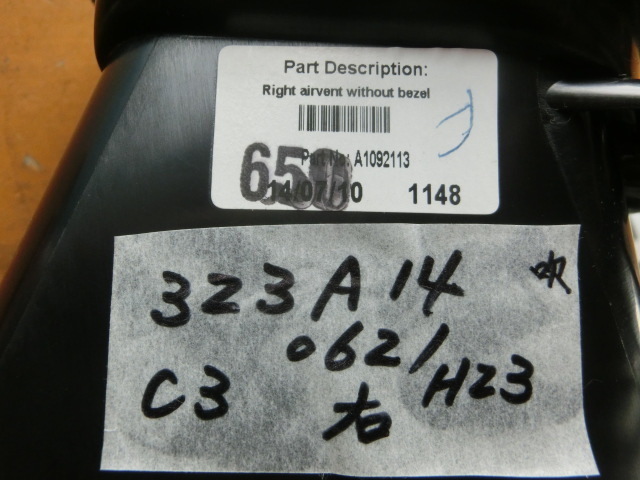 Part Description:
Right airvent without bezel
Part No: A1092113
650
14/07/10 1148
323A14 吹
0621/H23
C3 右